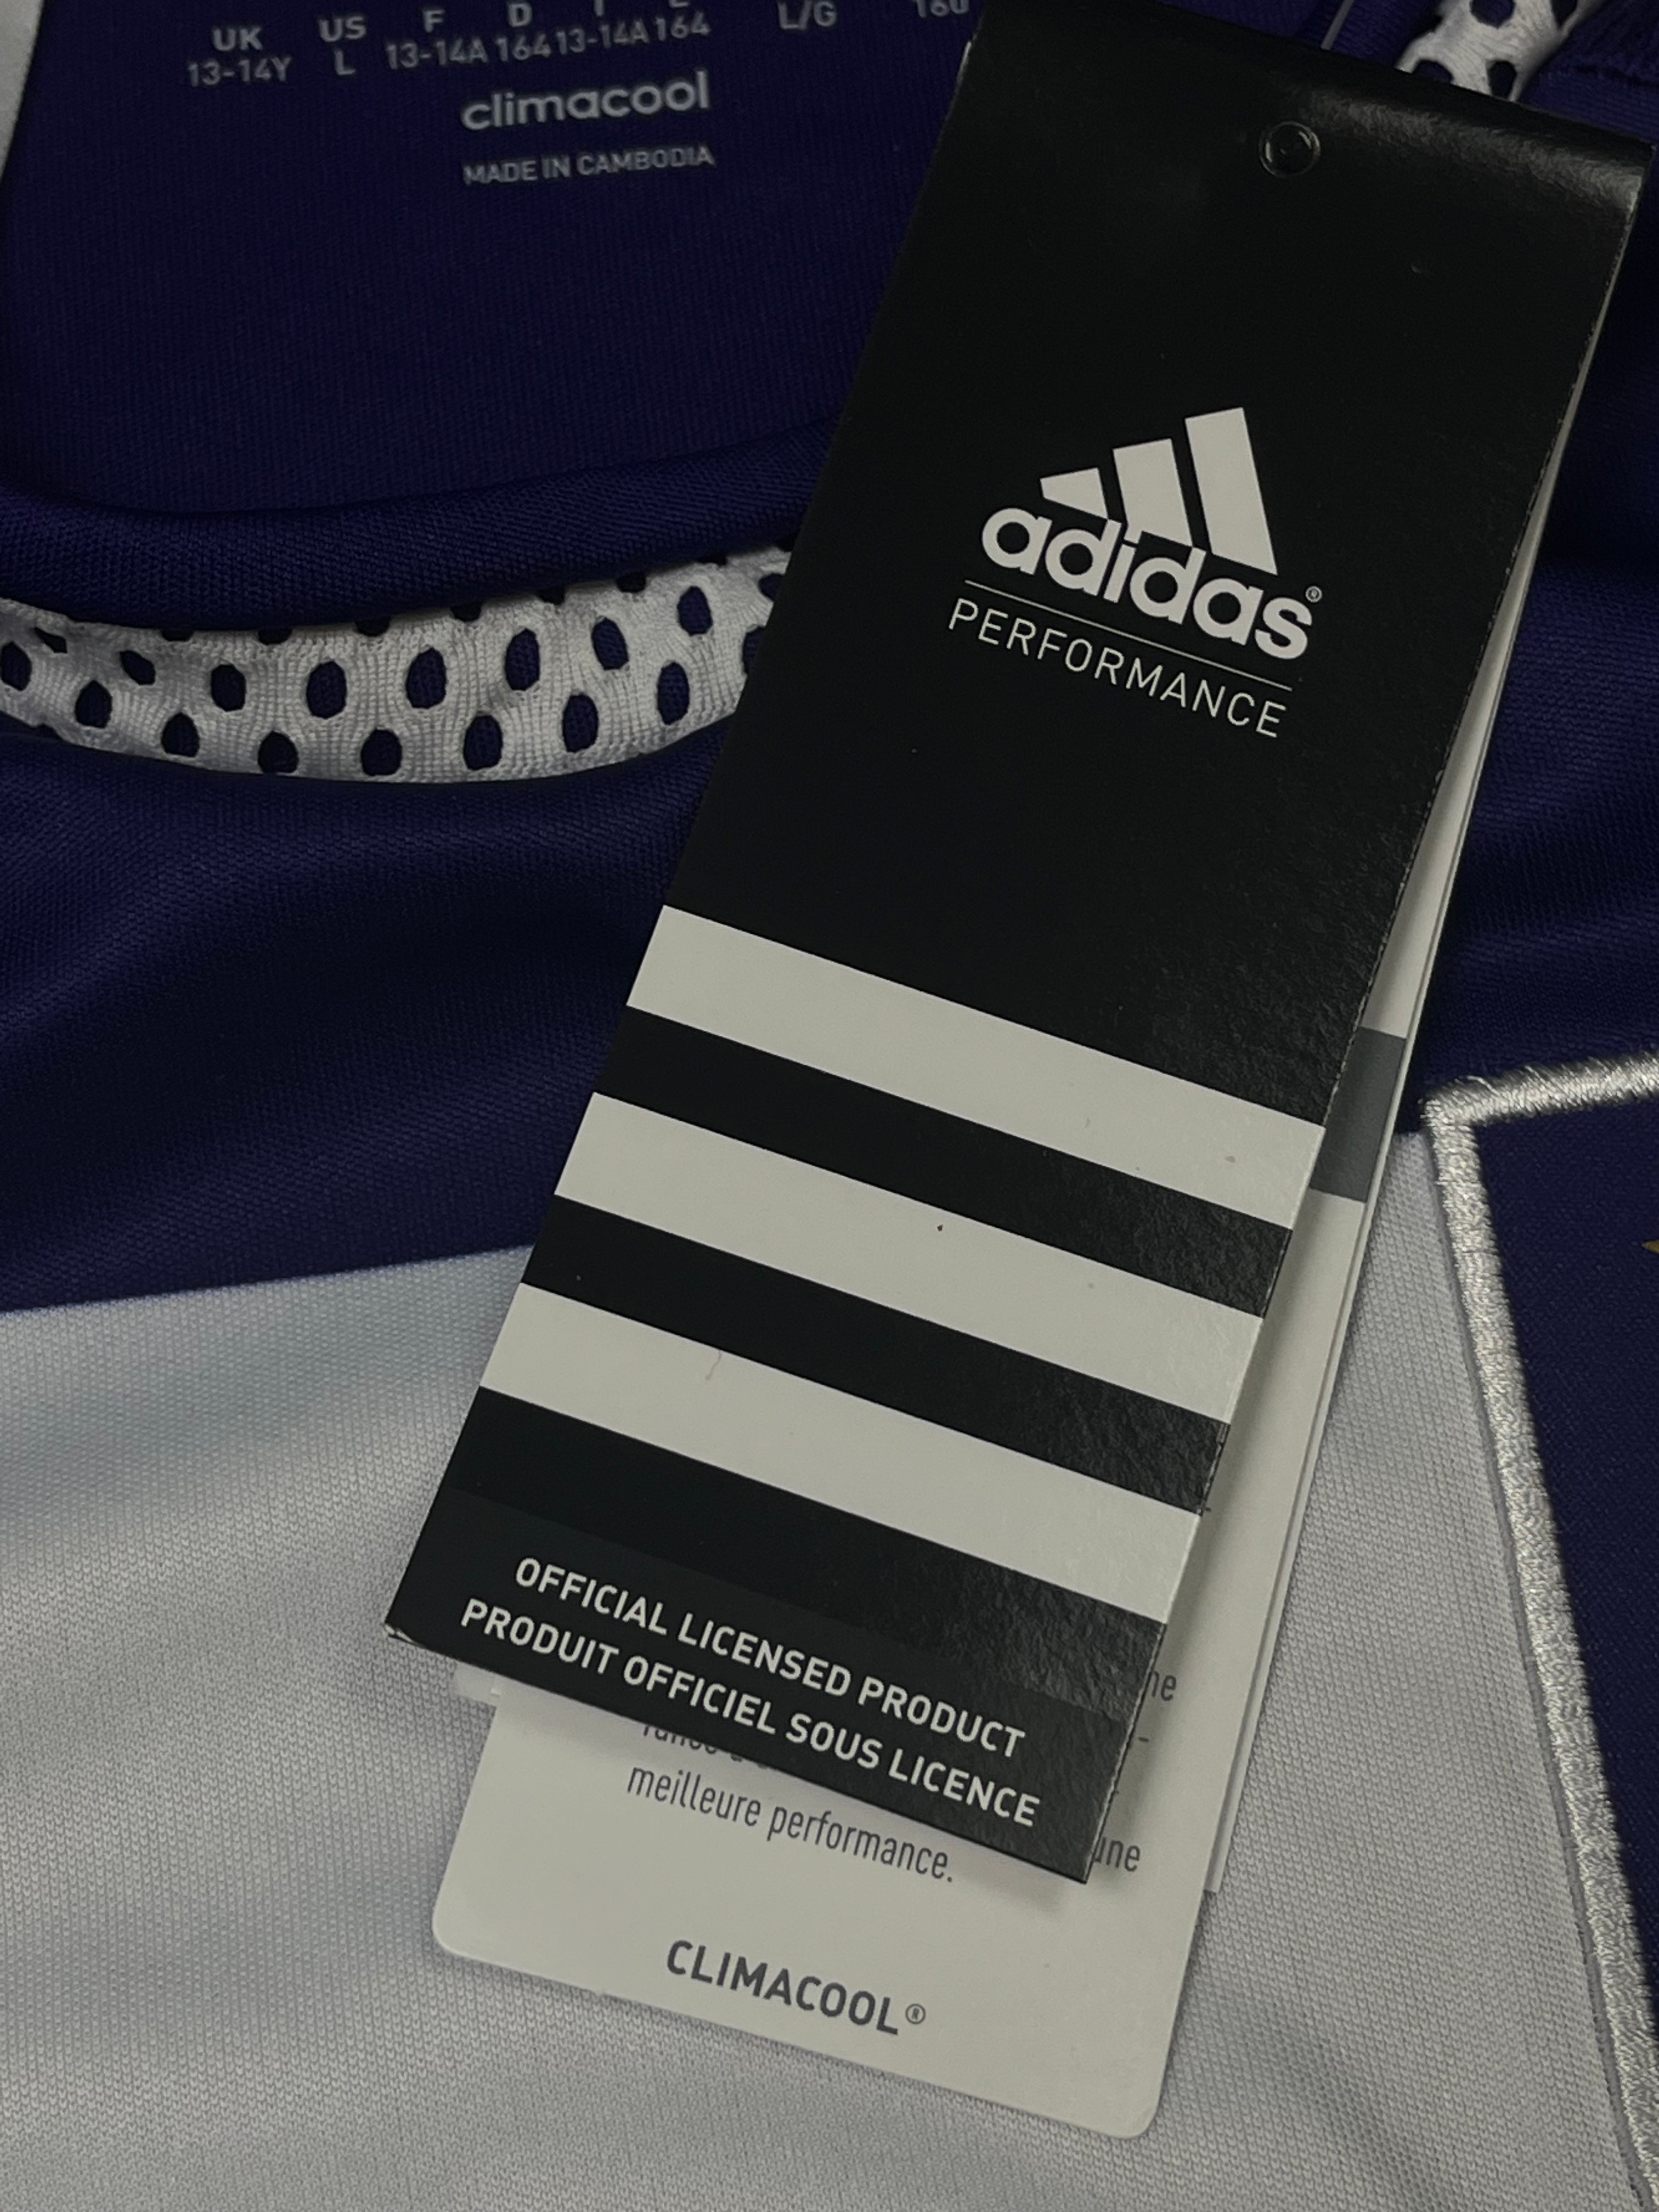 UK US F D
13-14Y L 13-14A 164 13-14A 164 L/G 160
climacool
MADE IN CAMBODIA
adidas®
PERFORMANCE
OFFICIAL LICENSED PRODUCT
PRODUIT OFFICIEL SOUS LICENCE
meilleure performance.
CLIMACOOL®